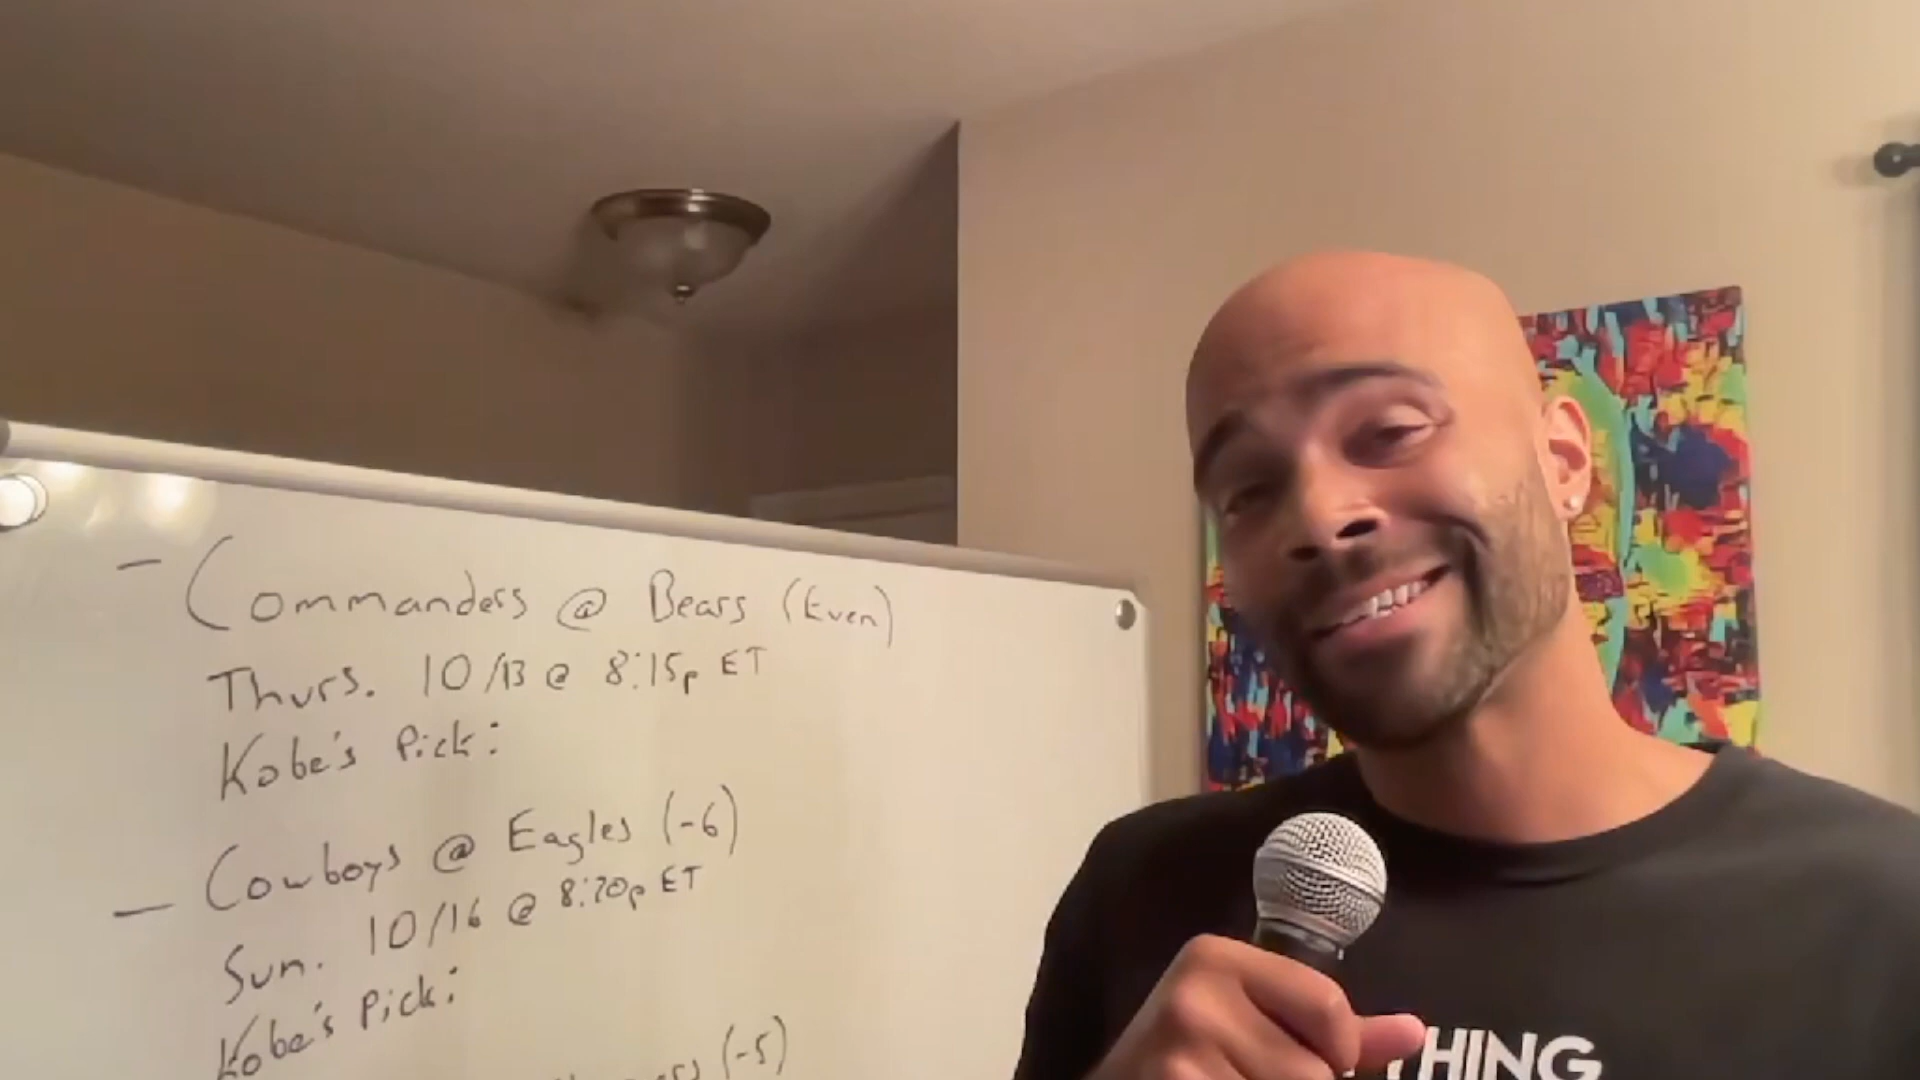 - Commanders @ Bears (Even)
Thurs. 10/13 @ 8:15p ET
Kobe's Pick:
- Cowboys @ Eagles (-6)
Sun. 10/16 @ 8:20p ET
Kobe's Pick:
(-5)
THING